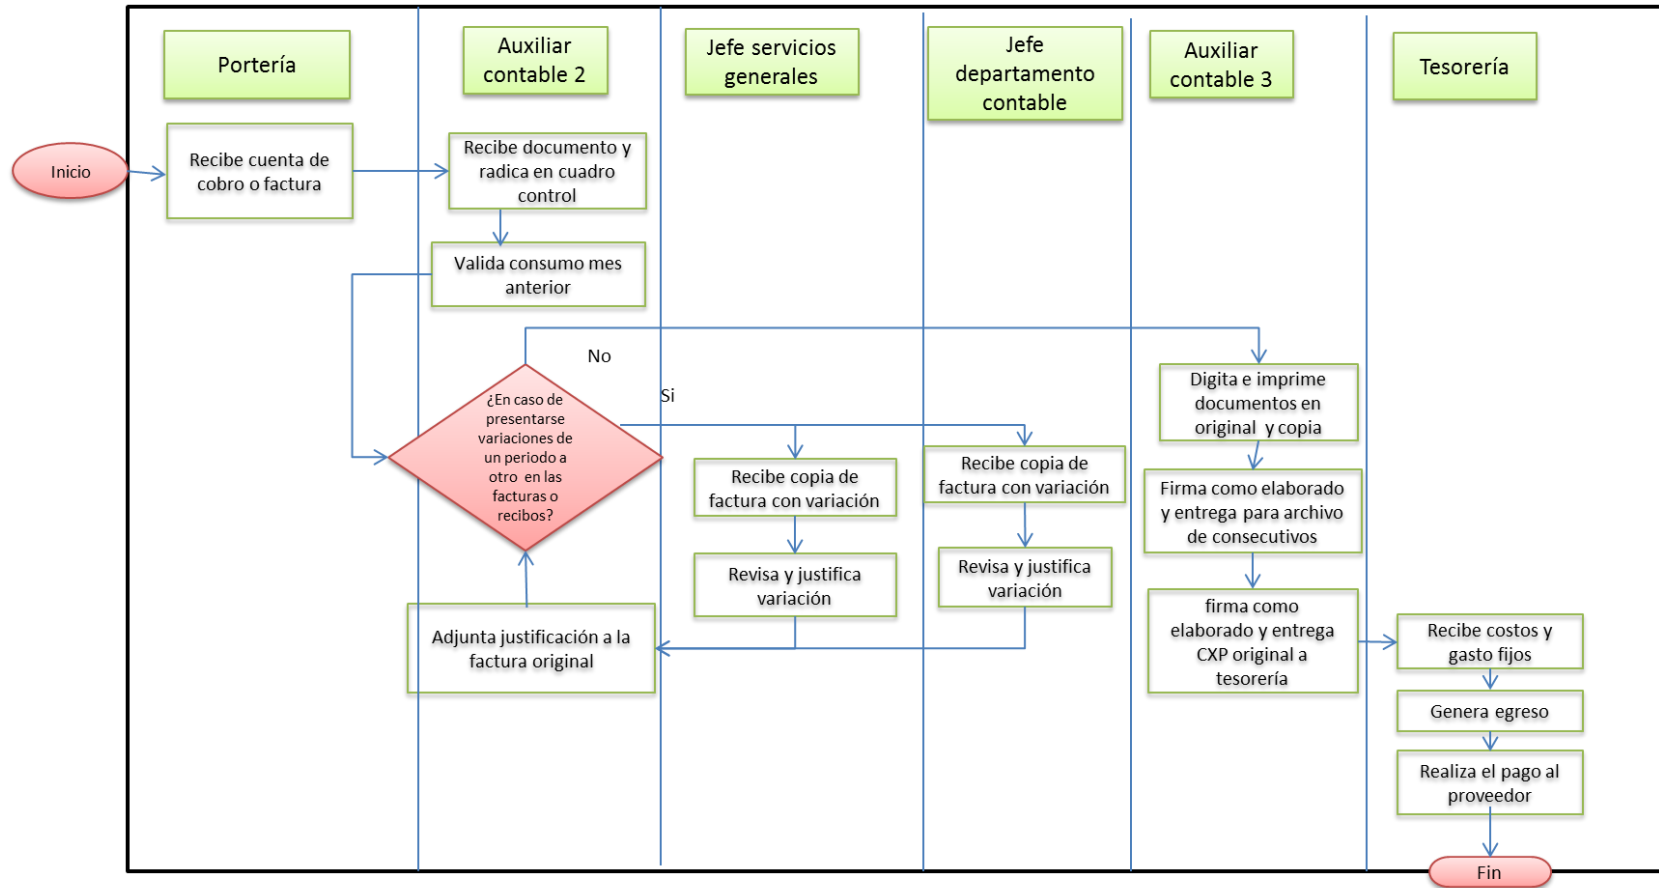 Portería
Auxiliar
contable 2
Jefe servicios
generales
Jefe
departamento
contable
Auxiliar
contable 3
Tesorería
Inicio
Recibe cuenta de
cobro o factura
Recibe documento y
radica en cuadro
control
Valida consumo mes
anterior
No
Si
¿En caso de
presentarse
variaciones de
un periodo a
otro en las
facturas o
recibos?
Recibe copia de
factura con variación
Revisa y justifica
variación
Recibe copia de
factura con variación
Revisa y justifica
variación
Adjunta justificación a la
factura original
Digita e imprime
documentos en
original y copia
Firma como elaborado
y entrega para archivo
de consecutivos
firma como
elaborado y entrega
CXP original a
tesorería
Recibe costos y
gasto fijos
Genera egreso
Realiza el pago al
proveedor
Fin